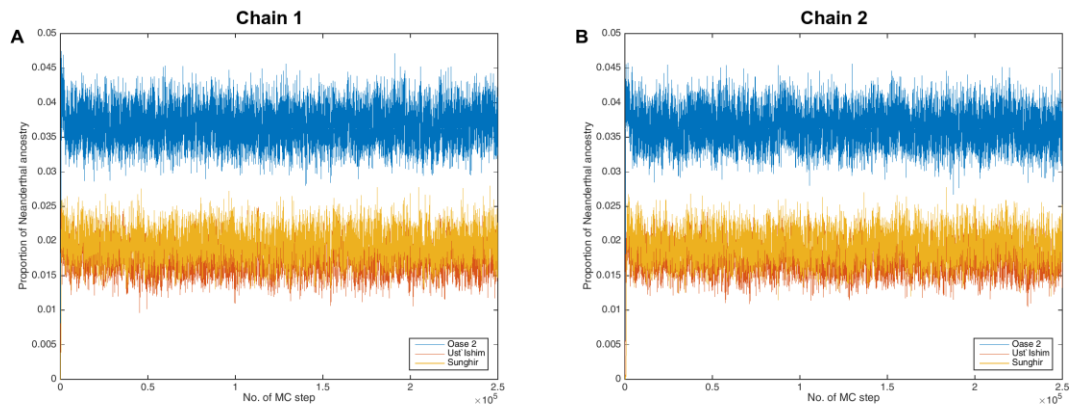 Chain 1
A
0.05
0.045
0.04
0.035
0.03
0.025
0.02
0.015
0.01
0.005
0
Proportion of Neanderthal ancestry
0 0.5 1 1.5 2 2.5
No. of MC step
× 10^5
Oase 2
Ust`Ishim
Sunghir
Chain 2
B
0.05
0.045
0.04
0.035
0.03
0.025
0.02
0.015
0.01
0.005
0
Proportion of Neanderthal ancestry
0 0.5 1 1.5 2 2.5
No. of MC step
× 10^5
Oase 2
Ust`Ishim
Sunghir